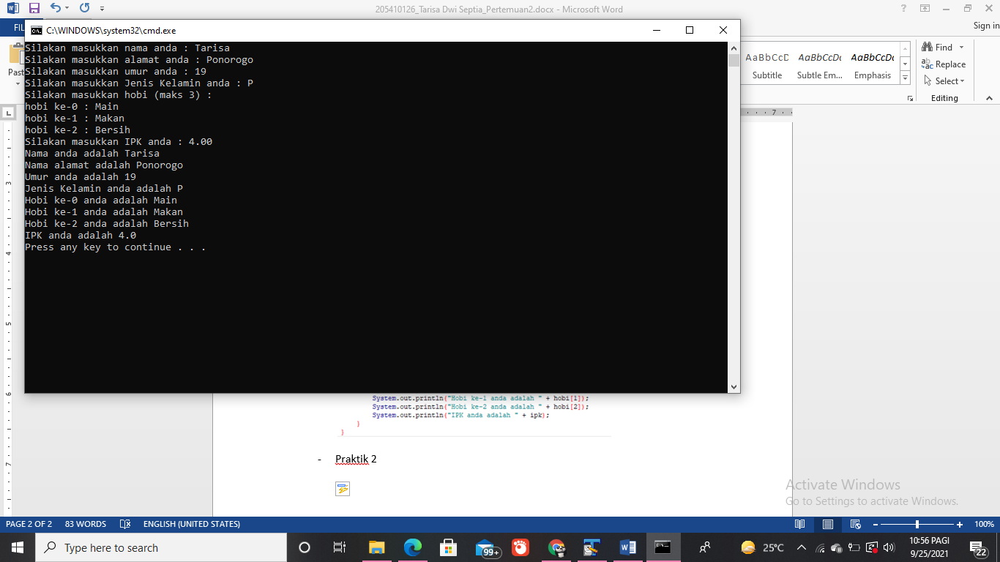 205410126_Tarisa Dwi Septia_Pertemuan2.docx - Microsoft Word
FIL
Sign in
C:\WINDOWS\system32\cmd.exe
Past
Silakan masukkan nama anda : Tarisa
Silakan masukkan alamat anda : Ponorogo
Silakan masukkan umur anda : 19
Silakan masukkan Jenis Kelamin anda : P
Silakan masukkan hobi (maks 3) :
hobi ke-0 : Main
hobi ke-1 : Makan
hobi ke-2 : Bersih
Silakan masukkan IPK anda : 4.00
Nama anda adalah Tarisa
Nama alamat adalah Ponorogo
Umur anda adalah 19
Jenis Kelamin anda adalah P
Hobi ke-0 anda adalah Main
Hobi ke-1 anda adalah Makan
Hobi ke-2 anda adalah Bersih
IPK anda adalah 4.0
Press any key to continue . . .
AaBbCcD AaBbCcDı AaBbCcDı
Subtitle Subtle Em... Emphasis
Find
Replace
Select
Editing
7
3
4
5
6
7
System.out.println("Hobi ke-1 anda adalah " + hobi[1]);
System.out.println("Hobi ke-2 anda adalah " + hobi[2]);
System.out.println("IPK anda adalah " + ipk);
}
}
- Praktik 2
Activate Windows
Go to Settings to activate Windows.
PAGE 2 OF 2 83 WORDS ENGLISH (UNITED STATES) 100%
Type here to search
99+
25°C
10:56 PAGI
9/25/2021
22